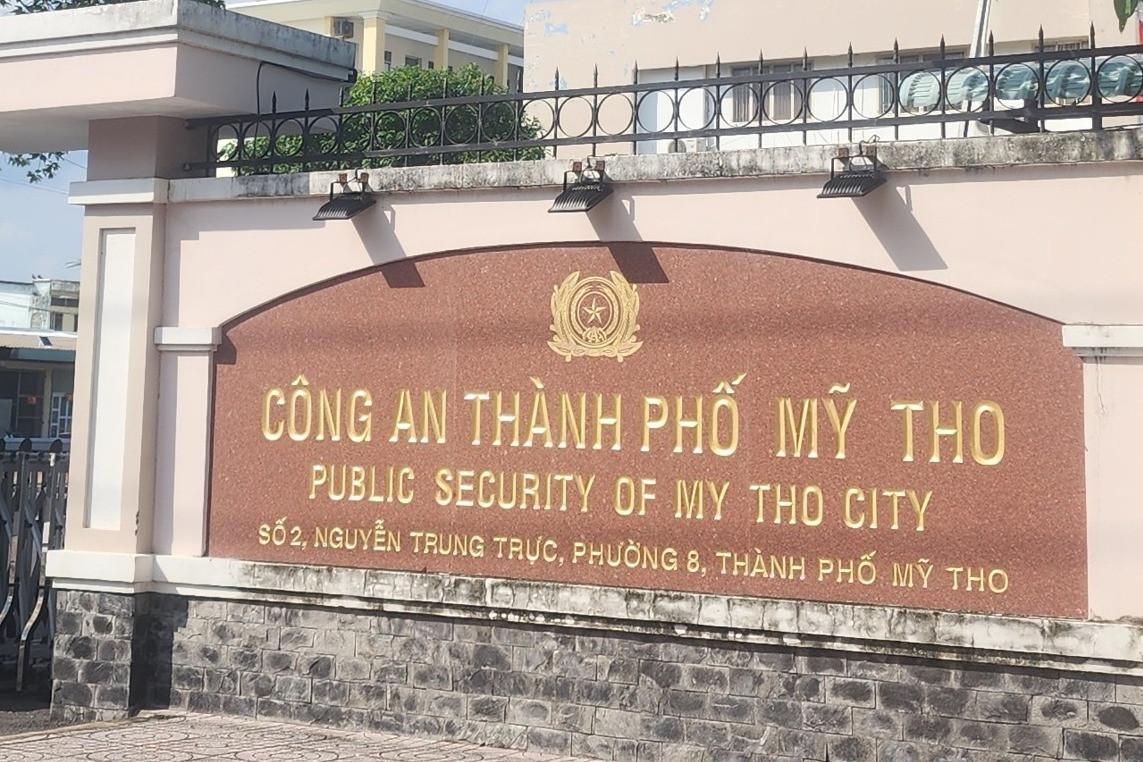 CÔNG AN THÀNH PHỐ MỸ THO
PUBLIC SECURITY OF MY THO CITY
SỐ 2, NGUYỄN TRUNG TRỰC, PHƯỜNG 8, THÀNH PHỐ MỸ THO